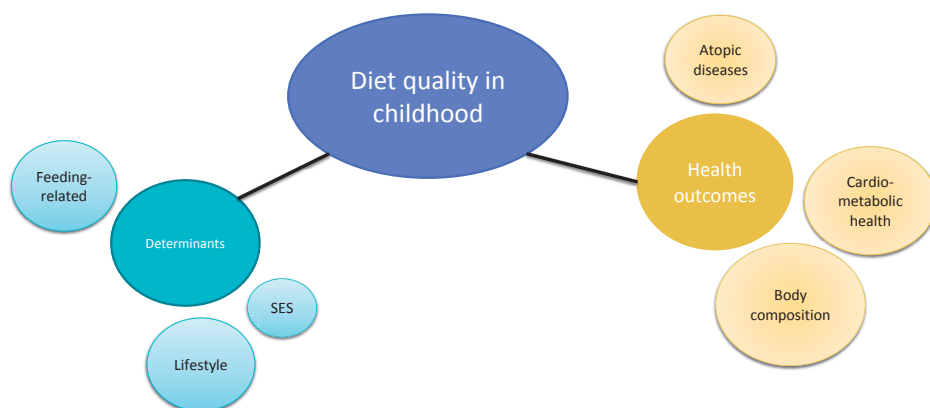 Diet quality in
childhood
Atopic
diseases
Feeding-
related
Health
outcomes
Cardio-
metabolic
health
Determinants
SES
Body
composition
Lifestyle